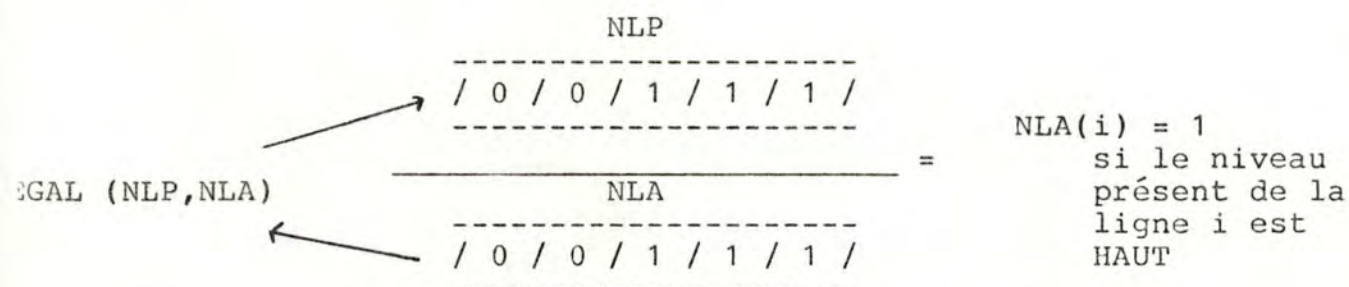 NLP
/ 0 / 0 / 1 / 1 / 1 /
GAL (NLP,NLA)
=
NLA
/ 0 / 0 / 1 / 1 / 1 /
NLA(i) = 1
si le niveau
présent de la
ligne i est
HAUT